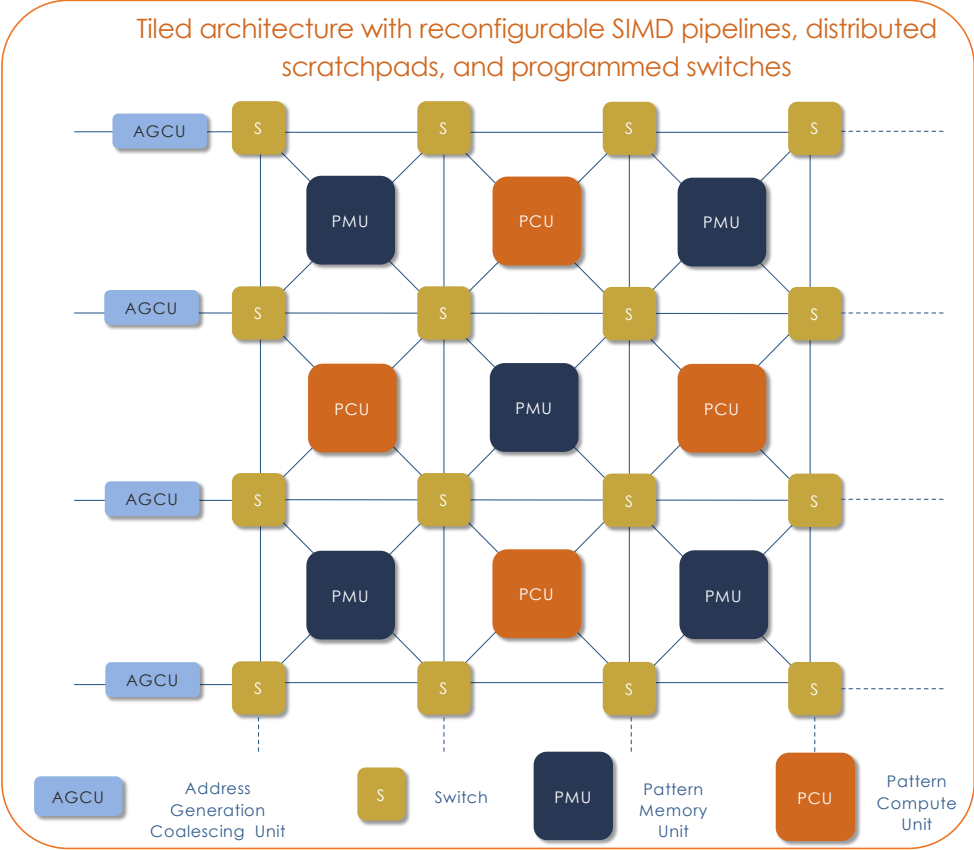 Tiled architecture with reconfigurable SIMD pipelines, distributed
scratchpads, and programmed switches
AGCU
S
S
S
S
PMU
PCU
PMU
AGCU
S
S
S
S
PCU
PMU
PCU
AGCU
S
S
S
S
PMU
PCU
PMU
AGCU
S
S
S
S
AGCU
Address
Generation
Coalescing Unit
S
Switch
PMU
Pattern
Memory
Unit
PCU
Pattern
Compute
Unit